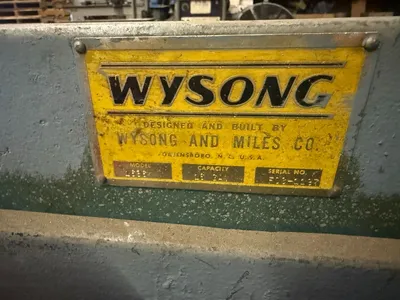 WYSONG
DESIGNED AND BUILT BY
WYSONG AND MILES CO.
GREENSBORO, N.C. U.S.A.
MODEL CAPACITY SERIAL NO.